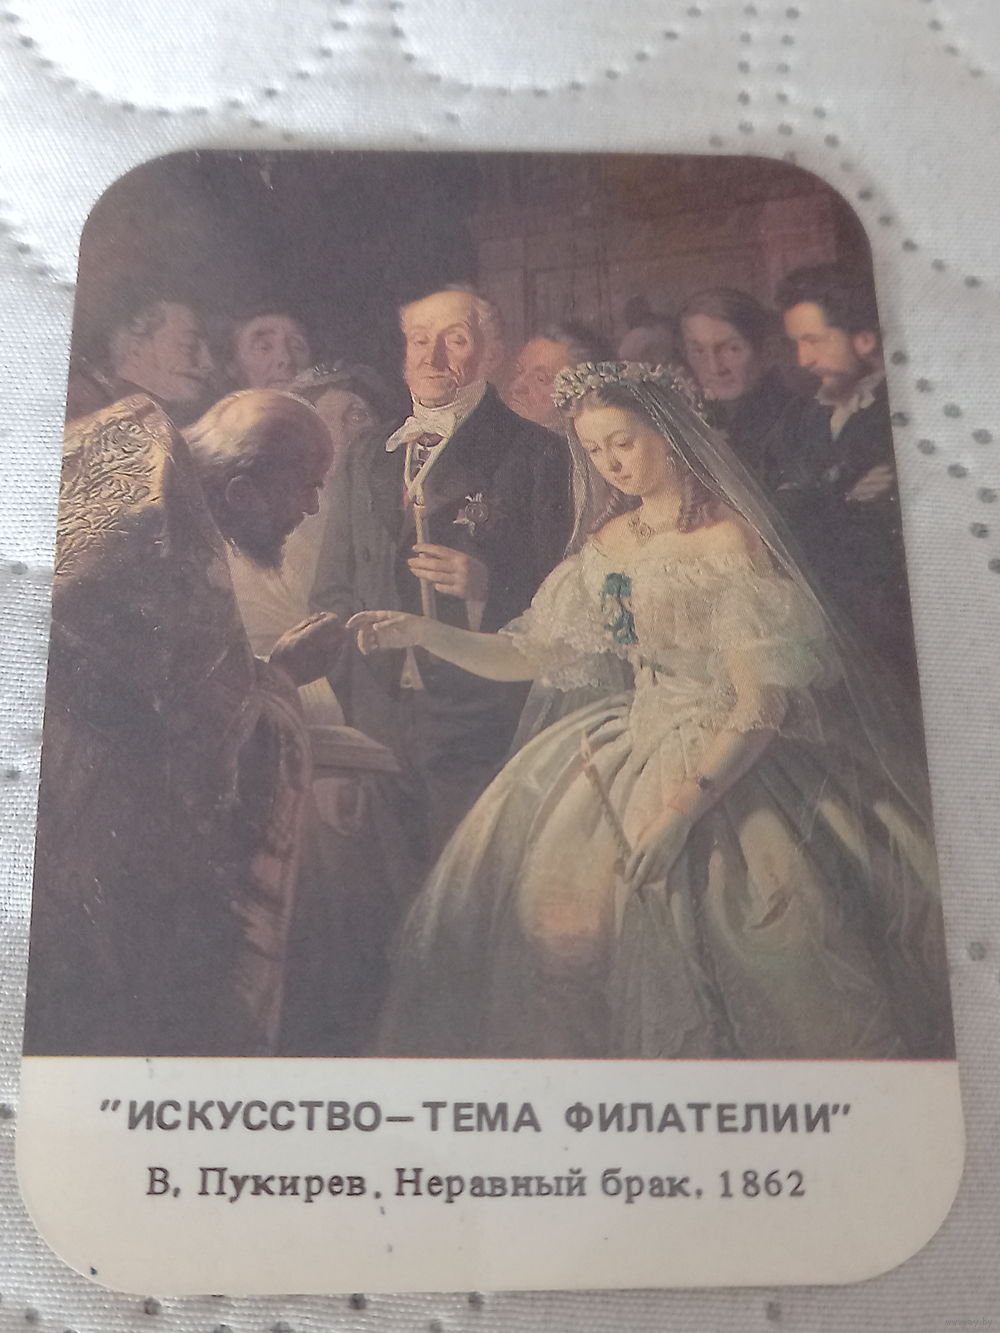 "ИСКУССТВО—ТЕМА ФИЛАТЕЛИИ"
В. Пукирев. Неравный брак. 1862